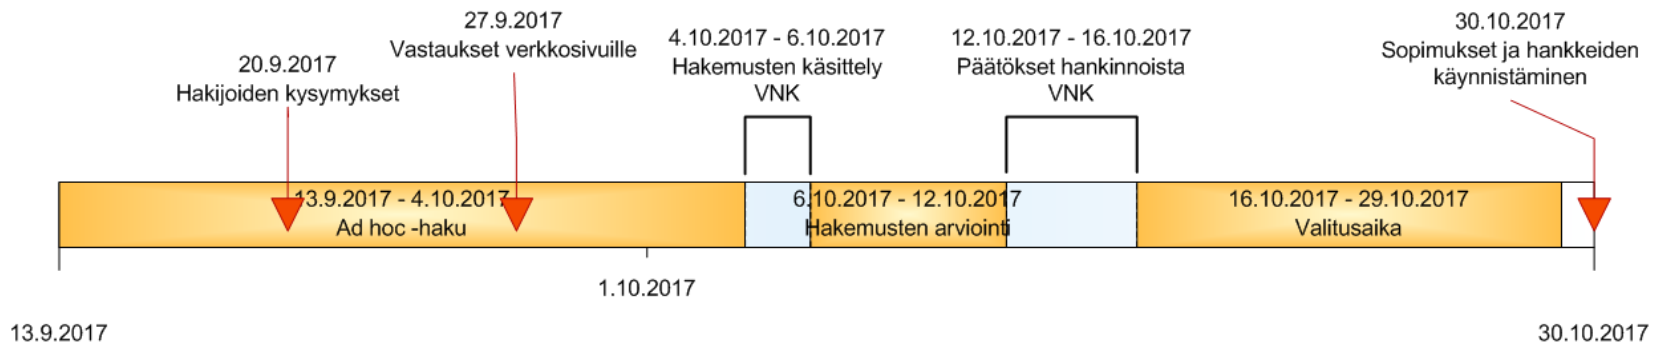 20.9.2017
Hakijoiden kysymykset
27.9.2017
Vastaukset verkkosivuille
4.10.2017 - 6.10.2017
Hakemusten käsittely
VNK
12.10.2017 - 16.10.2017
Päätökset hankinnoista
VNK
30.10.2017
Sopimukset ja hankkeiden
käynnistäminen
13.9.2017 - 4.10.2017
Ad hoc -haku
6.10.2017 - 12.10.2017
Hakemusten arviointi
16.10.2017 - 29.10.2017
Valitusaika
1.10.2017
13.9.2017
30.10.2017